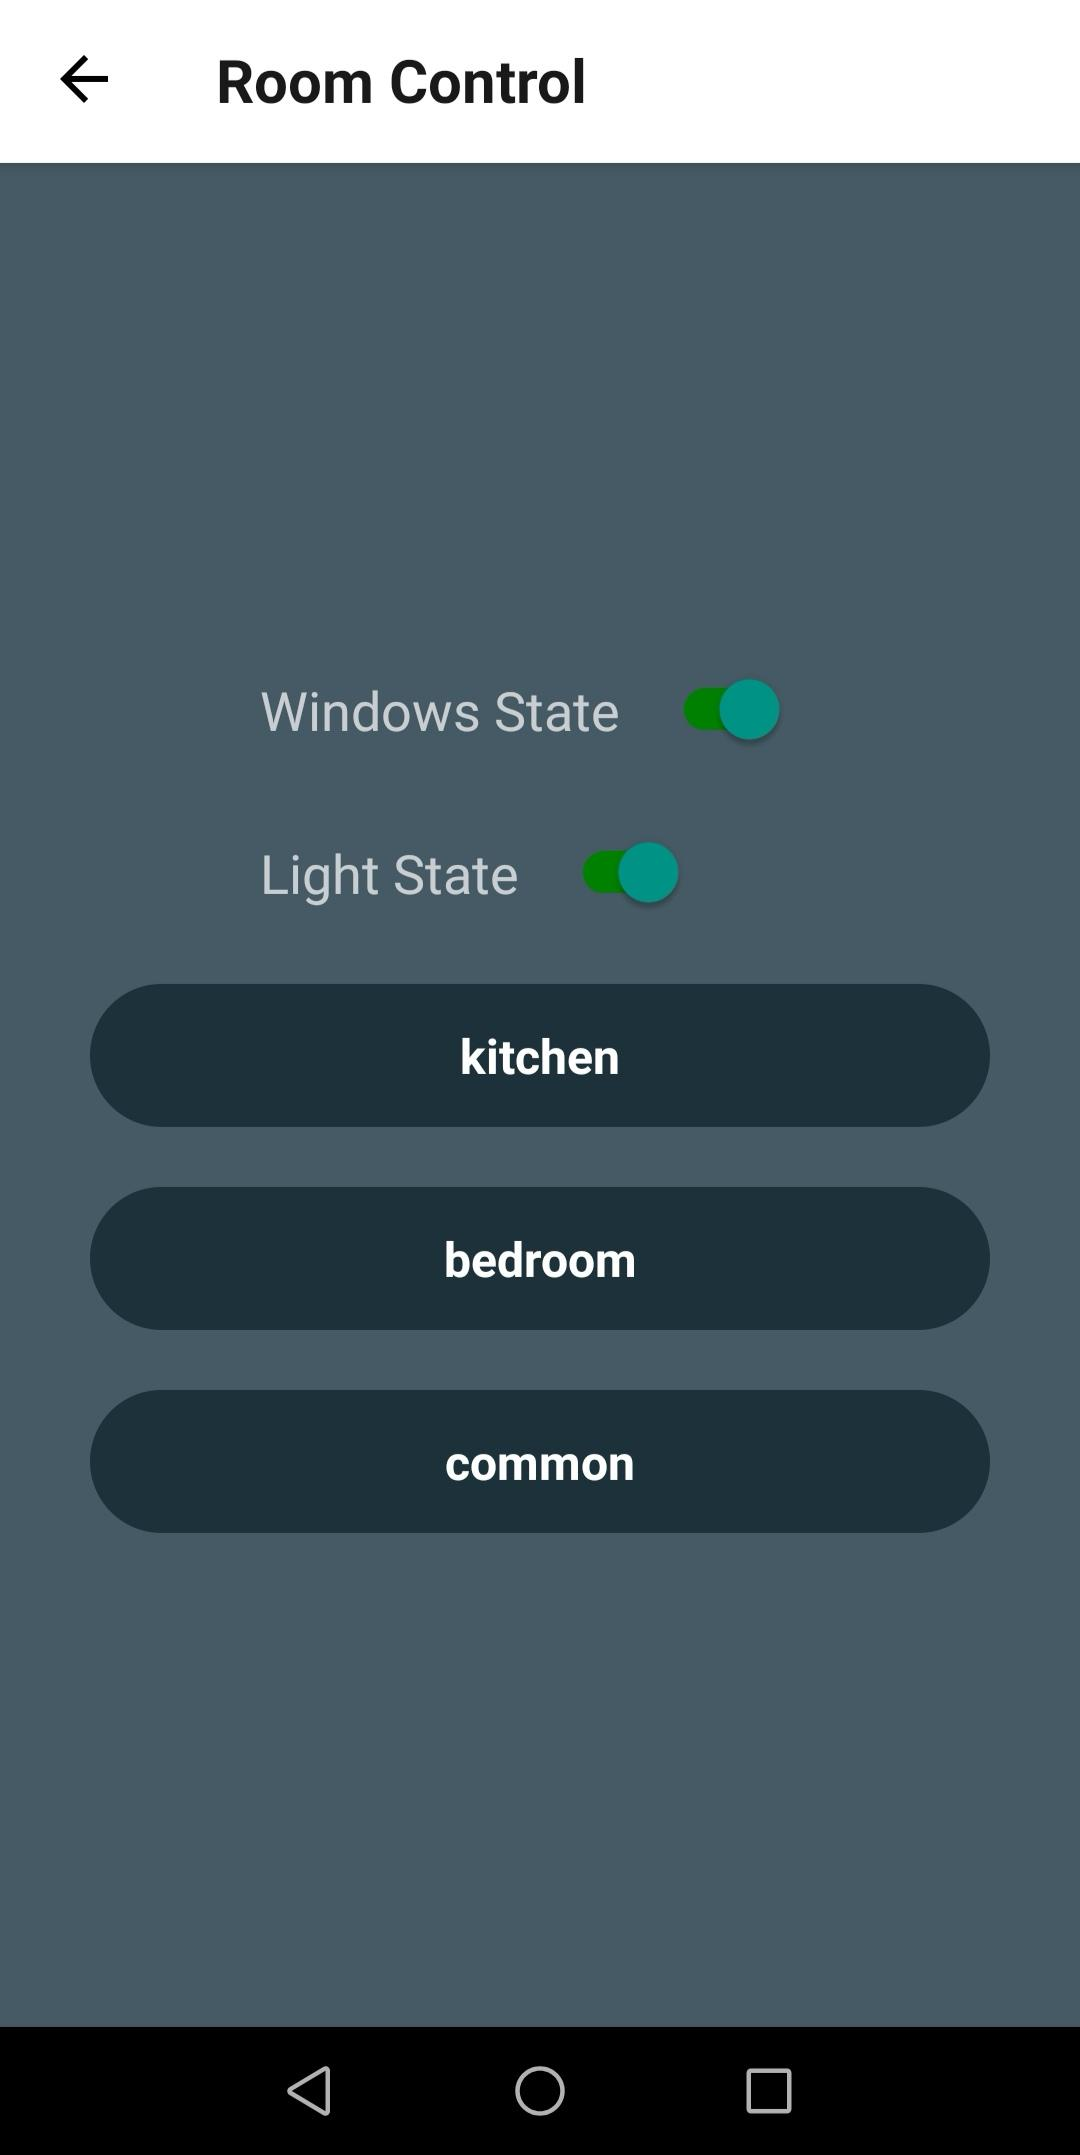 Room Control
Windows State
Light State
kitchen
bedroom
common